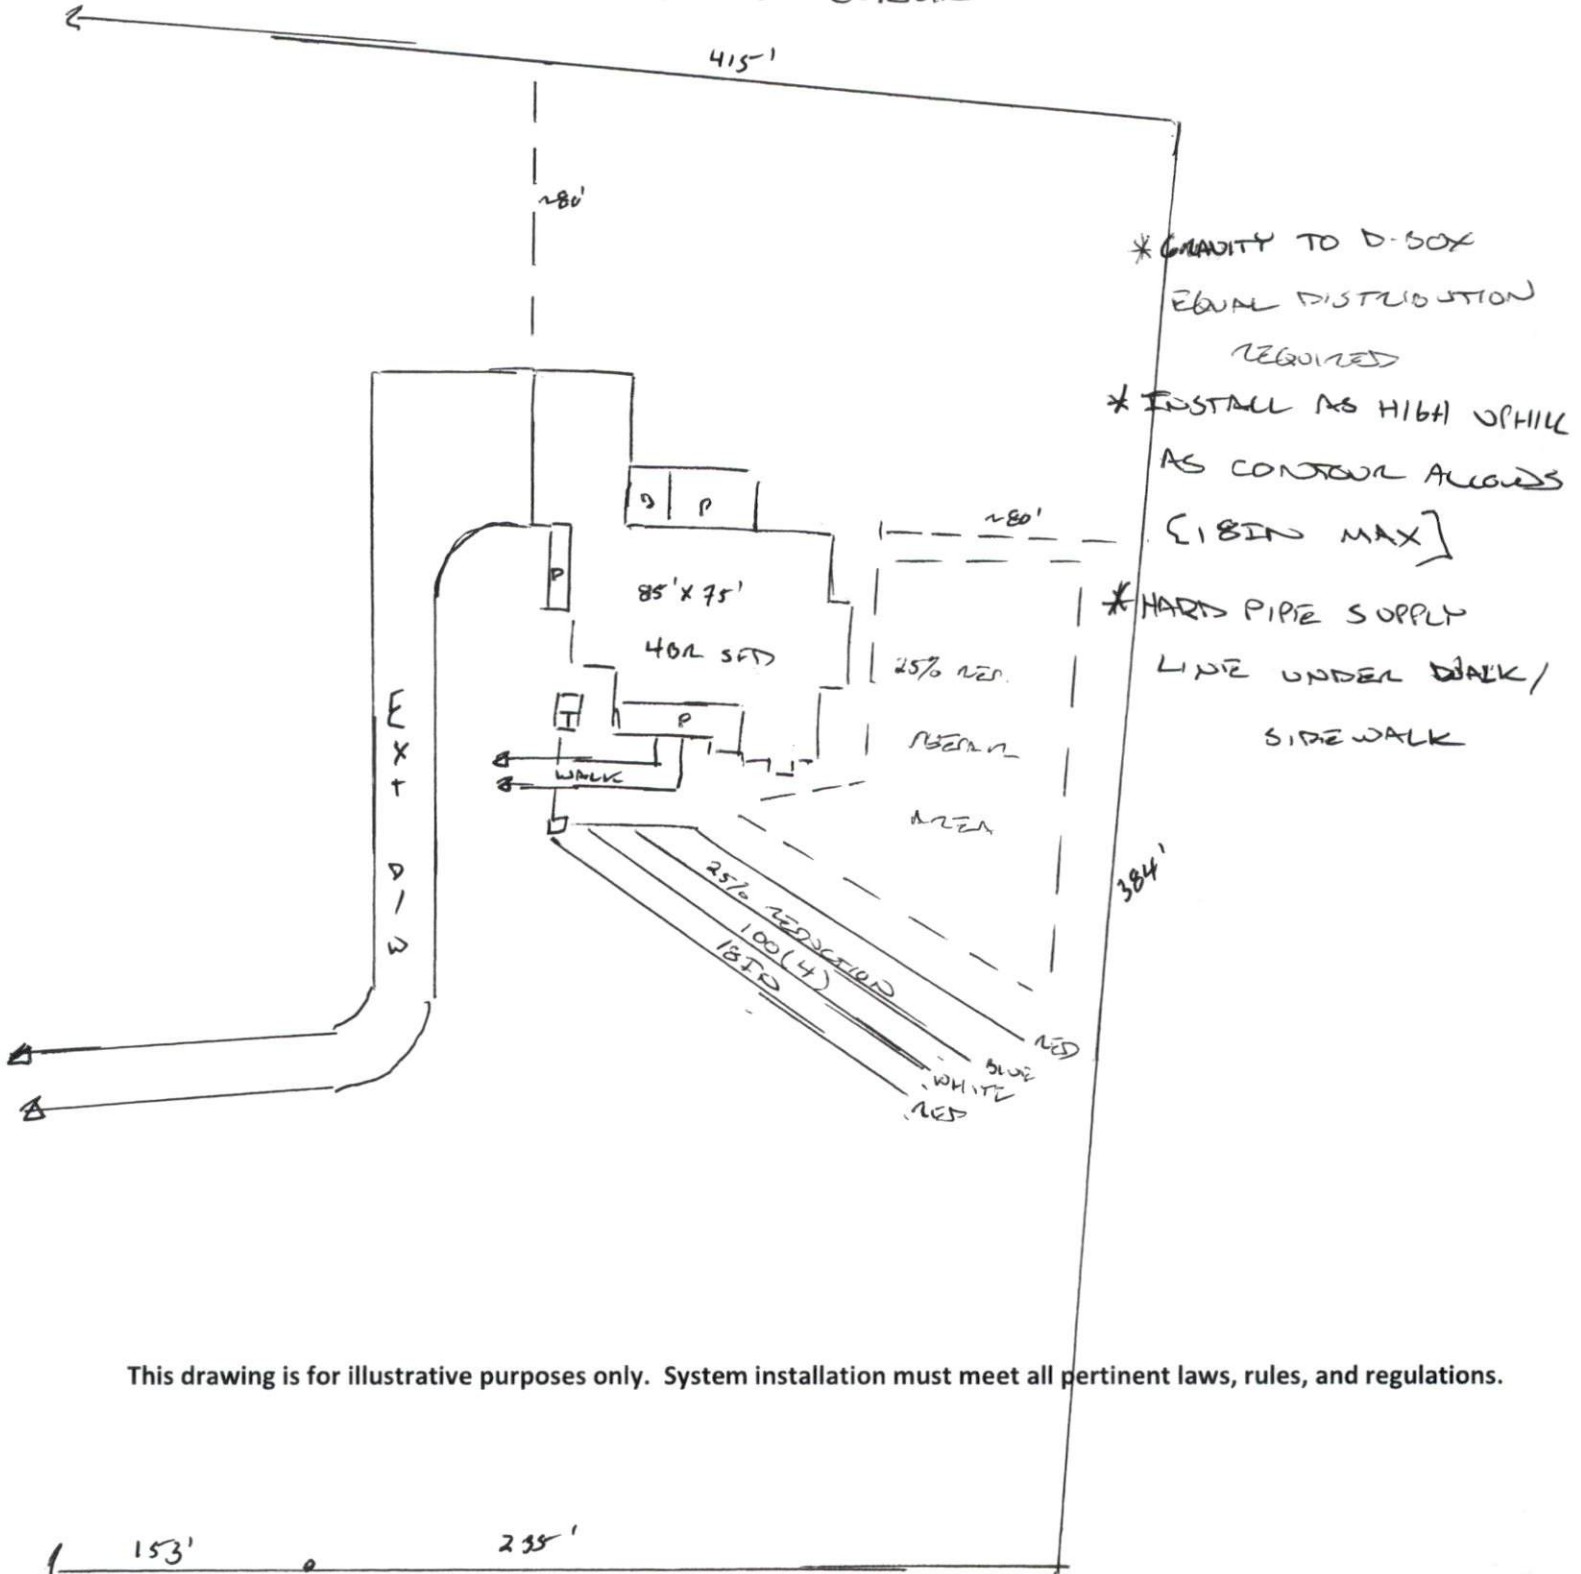 415'
~80'
* GRAVITY TO D-BOX
EQUAL DISTRIBUTION
REQUIRED
* INSTALL AS HIGH UPHILL
AS CONTOUR ALLOWS
[18IN MAX]
* HARD PIPE SUPPLY
LINE UNDER WALK/
SIDEWALK
D P
P
85' X 75'
4BR SFD
~80'
25% RED.
REPAIR
AREA
T
P
WALK
EXT D/W
25% REDUCTION
100(4)
18IN
RED
BLUE
WHITE
RED
384'
This drawing is for illustrative purposes only. System installation must meet all pertinent laws, rules, and regulations.
153' 235'